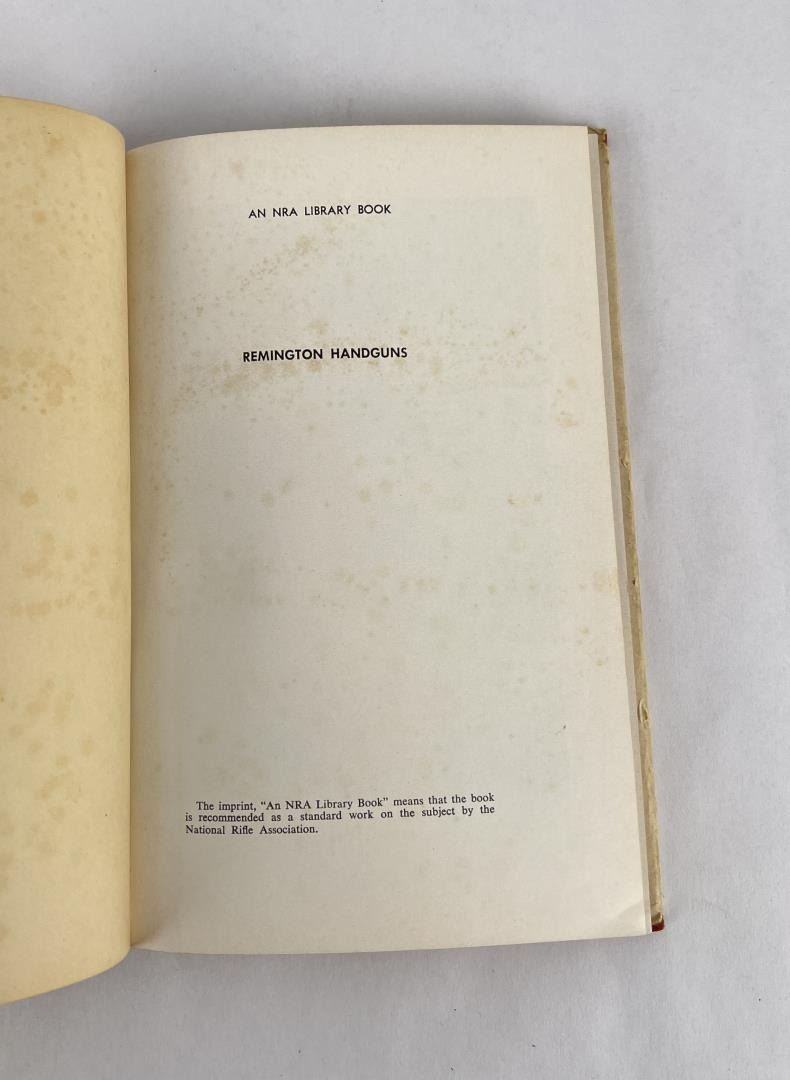 AN NRA LIBRARY BOOK
REMINGTON HANDGUNS
The imprint, “An NRA Library Book” means that the book
is recommended as a standard work on the subject by the
National Rifle Association.